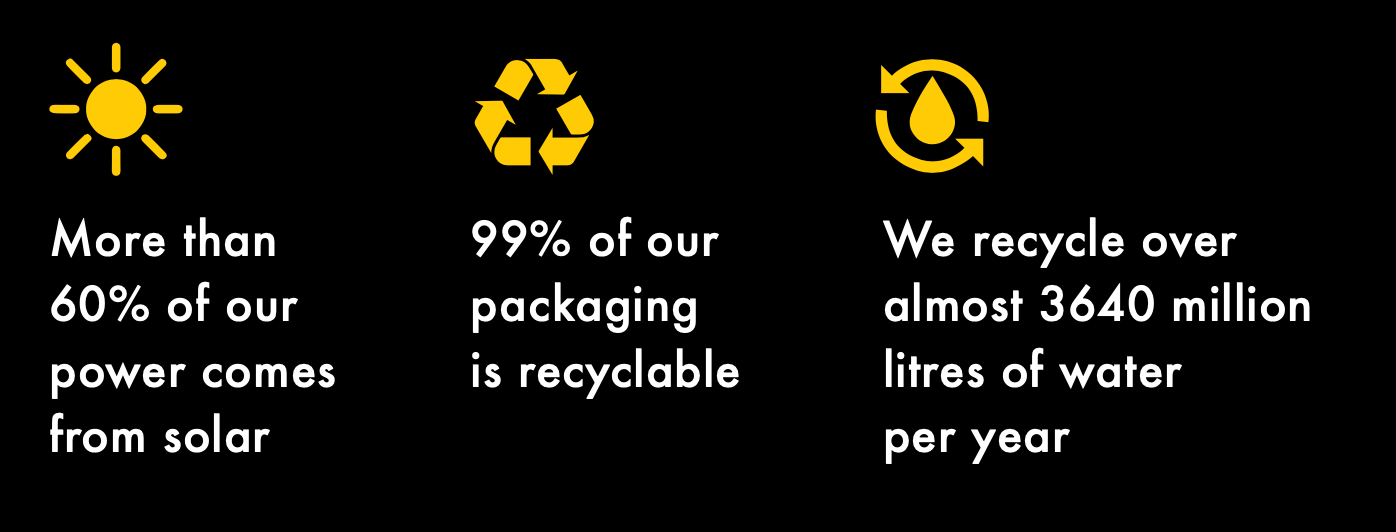 More than
60% of our
power comes
from solar
99% of our
packaging
is recyclable
We recycle over
almost 3640 million
litres of water
per year